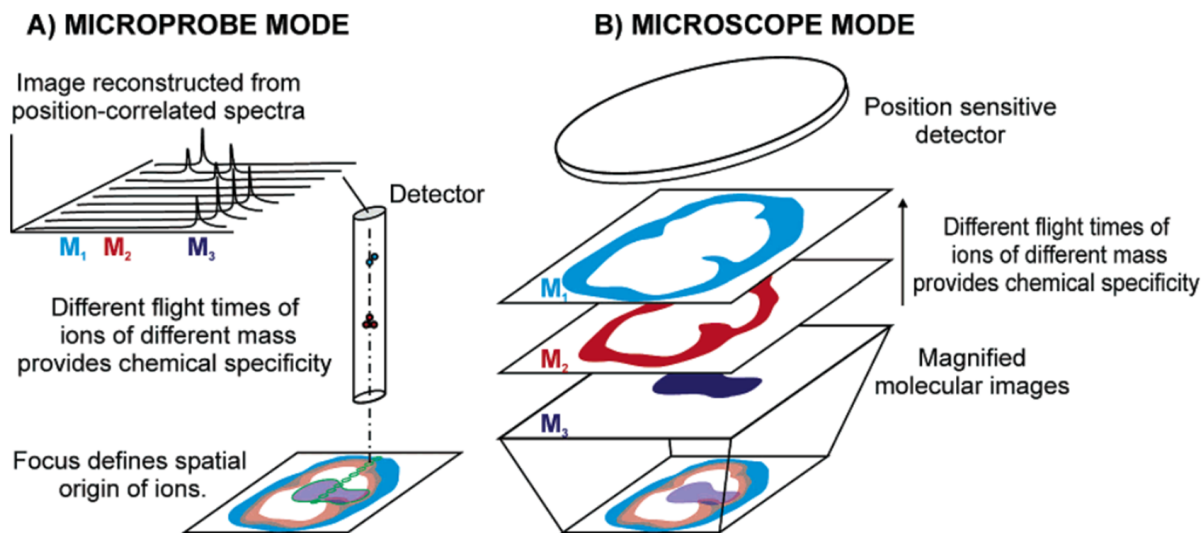 A) MICROPROBE MODE
Image reconstructed from
position-correlated spectra
M₁ M₂ M₃
Detector
Different flight times of
ions of different mass
provides chemical specificity
Focus defines spatial
origin of ions.
B) MICROSCOPE MODE
Position sensitive
detector
M₁
Different flight times of
ions of different mass
provides chemical specificity
M₂
Magnified
molecular images
M₃